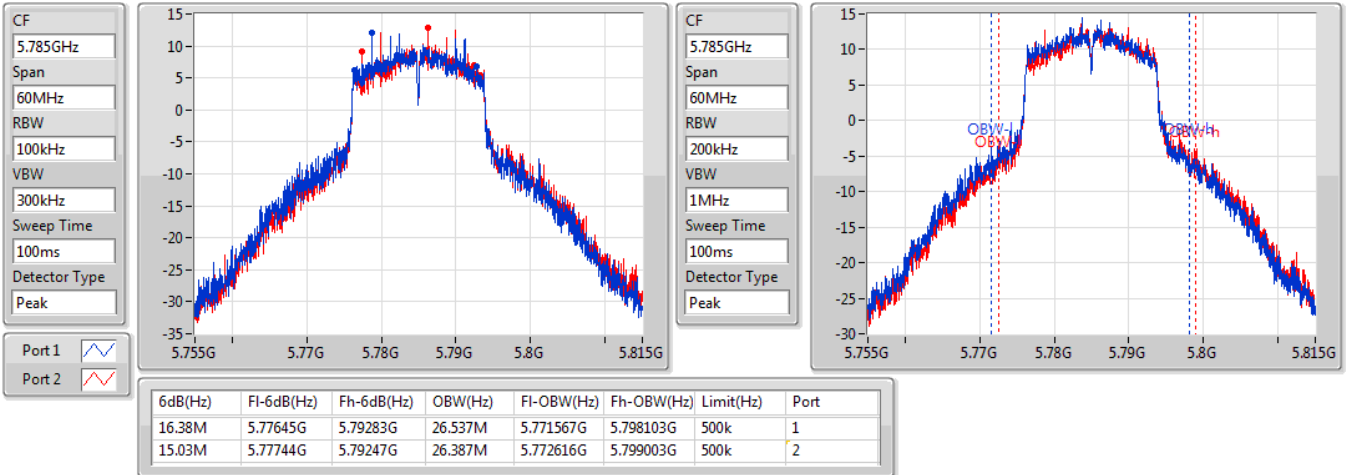 CF
5.785GHz
Span
60MHz
RBW
100kHz
VBW
300kHz
Sweep Time
100ms
Detector Type
Peak
Port 1
Port 2
15
10
5
0
-5
-10
-15
-20
-25
-30
-35
5.755G 5.77G 5.78G 5.79G 5.8G 5.815G
CF
5.785GHz
Span
60MHz
RBW
200kHz
VBW
1MHz
Sweep Time
100ms
Detector Type
Peak
15
10
5
0
-5
-10
-15
-20
-25
-30
5.755G 5.77G 5.78G 5.79G 5.8G 5.815G
6dB(Hz) Fl-6dB(Hz) Fh-6dB(Hz) OBW(Hz) Fl-OBW(Hz) Fh-OBW(Hz) Limit(Hz) Port
16.38M 5.77645G 5.79283G 26.537M 5.771567G 5.798103G 500k 1
15.03M 5.77744G 5.79247G 26.387M 5.772616G 5.799003G 500k 2